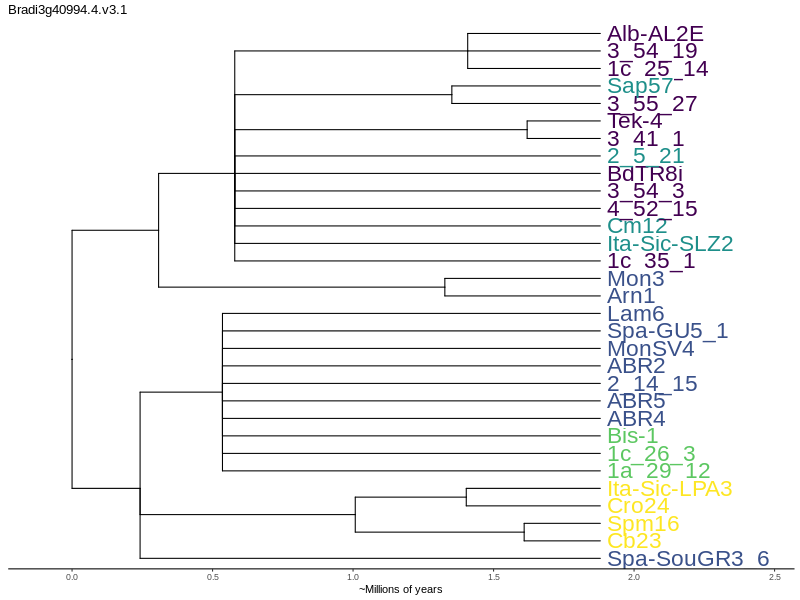 Bradi3g40994.4.v3.1
Alb-AL2E
3_54_19
1c_25_14
Sap57
3_55_27
Tek-4
3_41_1
2_5_21
BdTR8i
3_54_3
4_52_15
Cm12
Ita-Sic-SLZ2
1c_35_1
Mon3
Arn1
Lam6
Spa-GU5_1
MonSV4
ABR2
2_14_15
ABR5
ABR4
Bis-1
1c_26_3
1a_29_12
Ita-Sic-LPA3
Cro24
Spm16
Cb23
Spa-SouGR3_6
0.0 0.5 1.0 1.5 2.0 2.5
~Millions of years